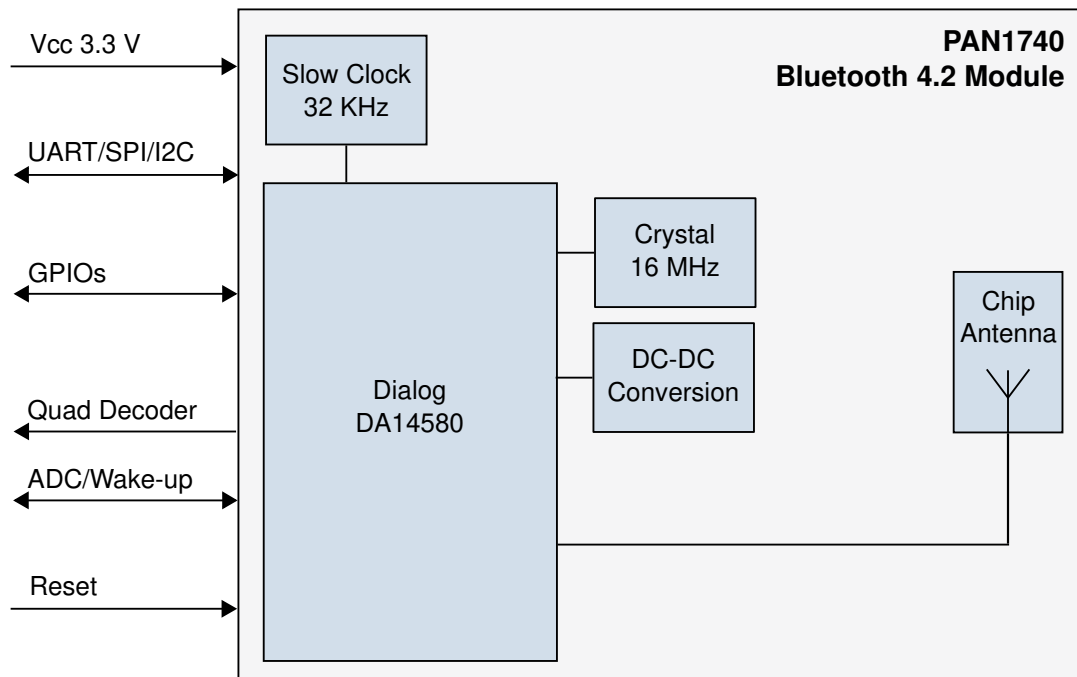 Vcc 3.3 V
UART/SPI/I2C
GPIOs
Quad Decoder
ADC/Wake-up
Reset
PAN1740
Bluetooth 4.2 Module
Slow Clock
32 KHz
Crystal
16 MHz
DC-DC
Conversion
Dialog
DA14580
Chip
Antenna